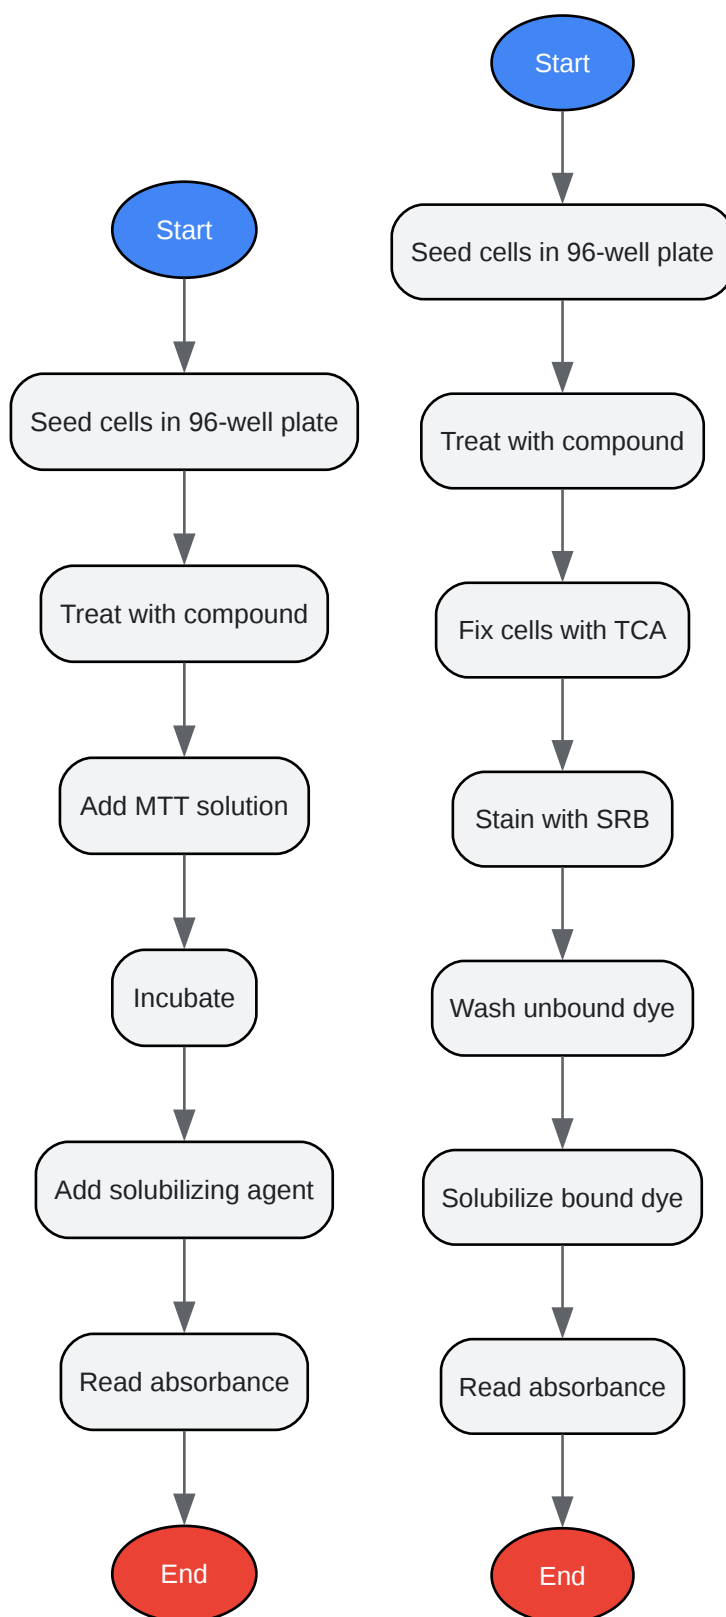 Start
Seed cells in 96-well plate
Treat with compound
Add MTT solution
Incubate
Add solubilizing agent
Read absorbance
End
Start
Seed cells in 96-well plate
Treat with compound
Fix cells with TCA
Stain with SRB
Wash unbound dye
Solubilize bound dye
Read absorbance
End